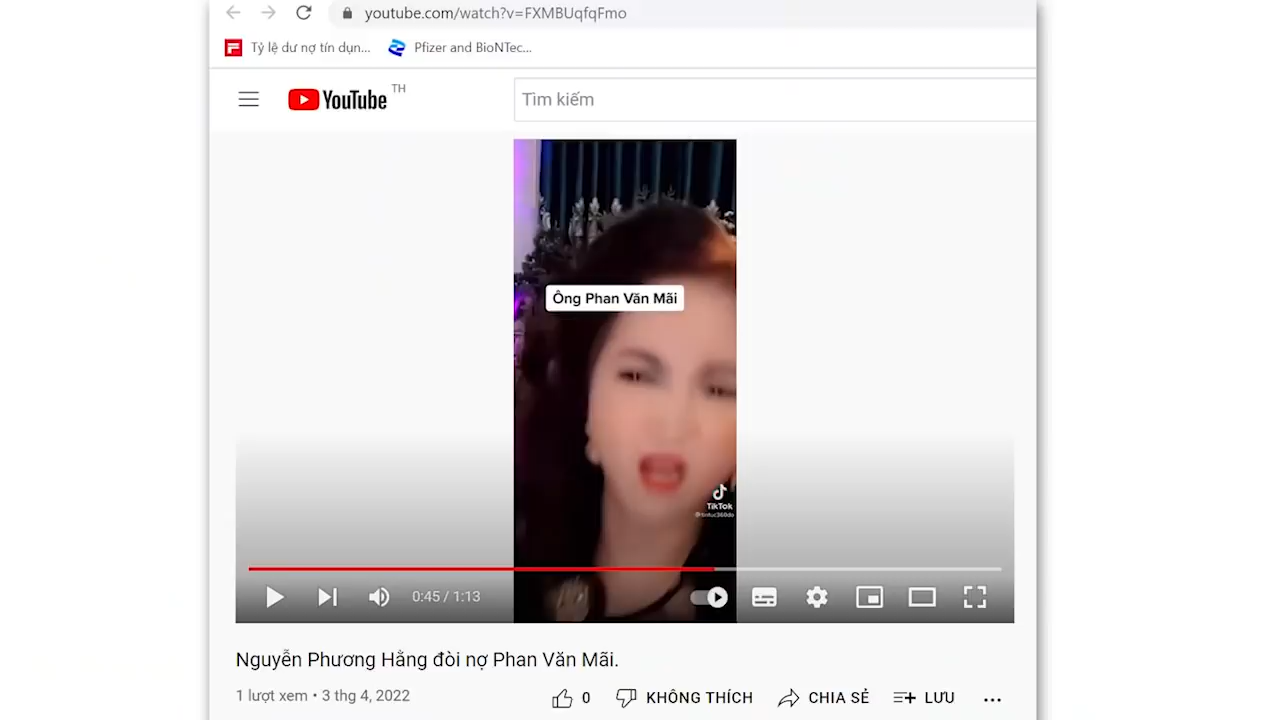 youtube.com/watch?v=FXMBUqfqFmo
Tỷ lệ dư nợ tín dụn...
Pfizer and BioNTec...
YouTube TH
Tìm kiếm
Ông Phan Văn Mãi
TikTok
0:45 / 1:13
Nguyễn Phương Hằng đòi nợ Phan Văn Mãi.
1 lượt xem • 3 thg 4, 2022
0 KHÔNG THÍCH CHIA SẺ LƯU